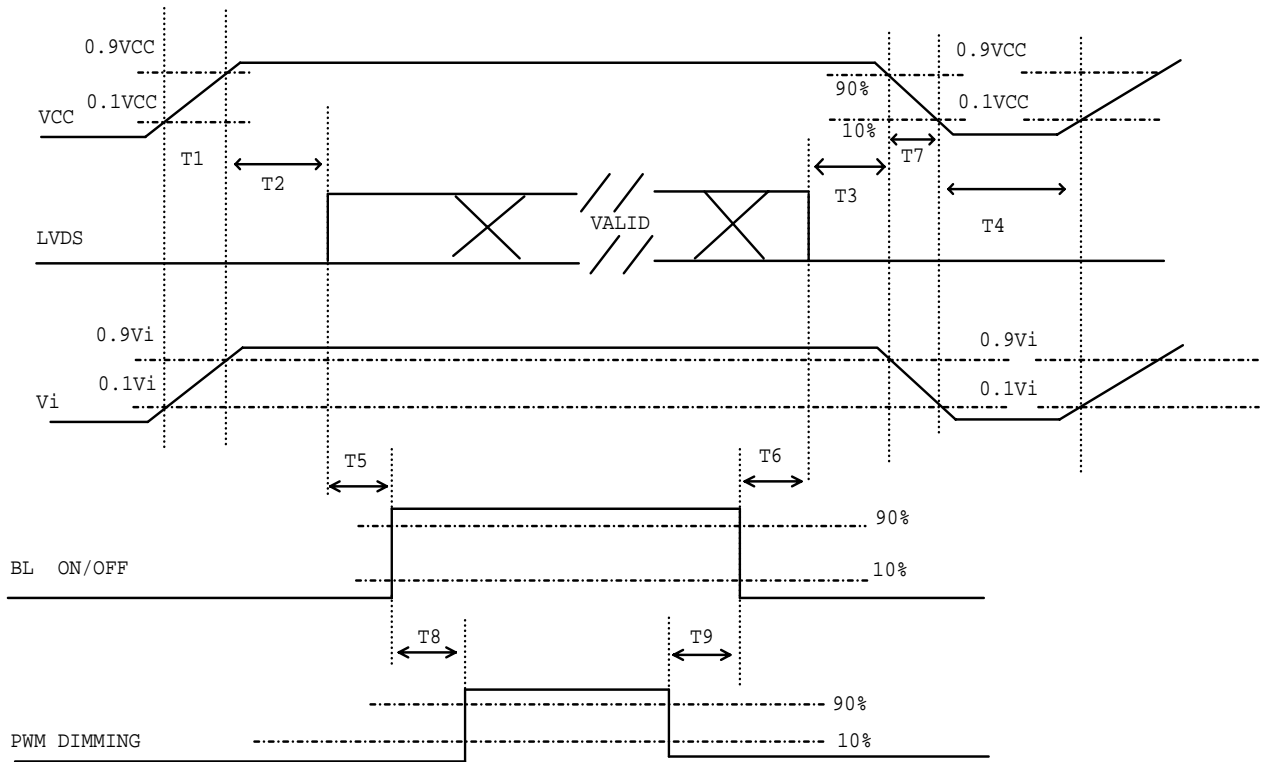 0.9VCC
0.9VCC
90%
0.1VCC
0.1VCC
VCC
10%
T1
T7
T2
T3
VALID
T4
LVDS
0.9Vi
0.9Vi
0.1Vi
0.1Vi
Vi
T5
T6
90%
BL ON/OFF
10%
T8
T9
90%
PWM DIMMING
10%